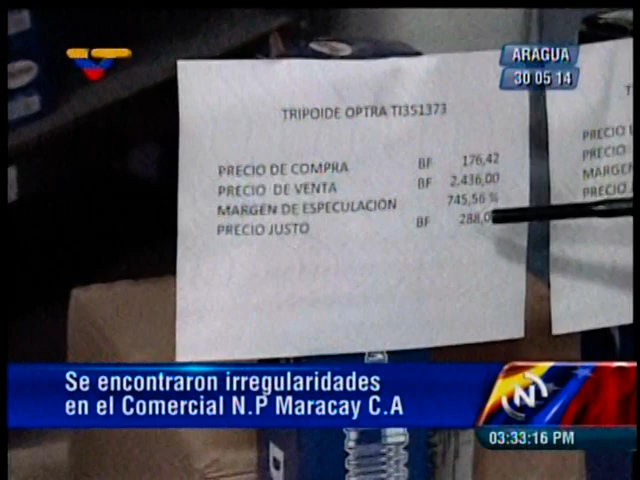 ARAGUA
30 05 14
TRIPOIDE OPTRA TI351373
PRECIO DE COMPRA BF 176,42
PRECIO DE VENTA BF 2.436,00
MARGEN DE ESPECULACIÓN 745,56 %
PRECIO JUSTO BF 288,0
PRECIO
PRECIO
MARGEN
PRECIO
Se encontraron irregularidades
en el Comercial N.P Maracay C.A
N
03:33:16 PM